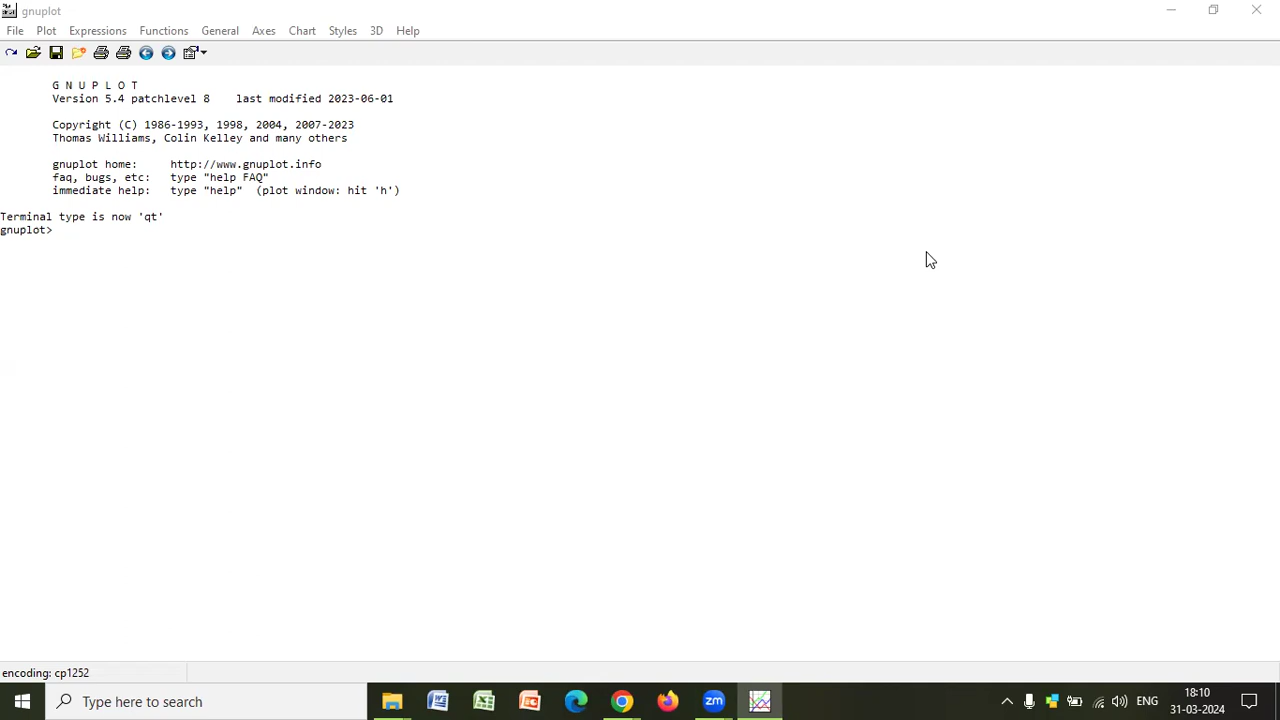 gnuplot
File Plot Expressions Functions General Axes Chart Styles 3D Help
G N U P L O T
Version 5.4 patchlevel 8    last modified 2023-06-01
Copyright (C) 1986-1993, 1998, 2004, 2007-2023
Thomas Williams, Colin Kelley and many others
gnuplot home:     http://www.gnuplot.info
faq, bugs, etc:   type "help FAQ"
immediate help:   type "help"  (plot window: hit 'h')
Terminal type is now 'qt'
gnuplot>
encoding: cp1252
Type here to search
ENG
18:10
31-03-2024